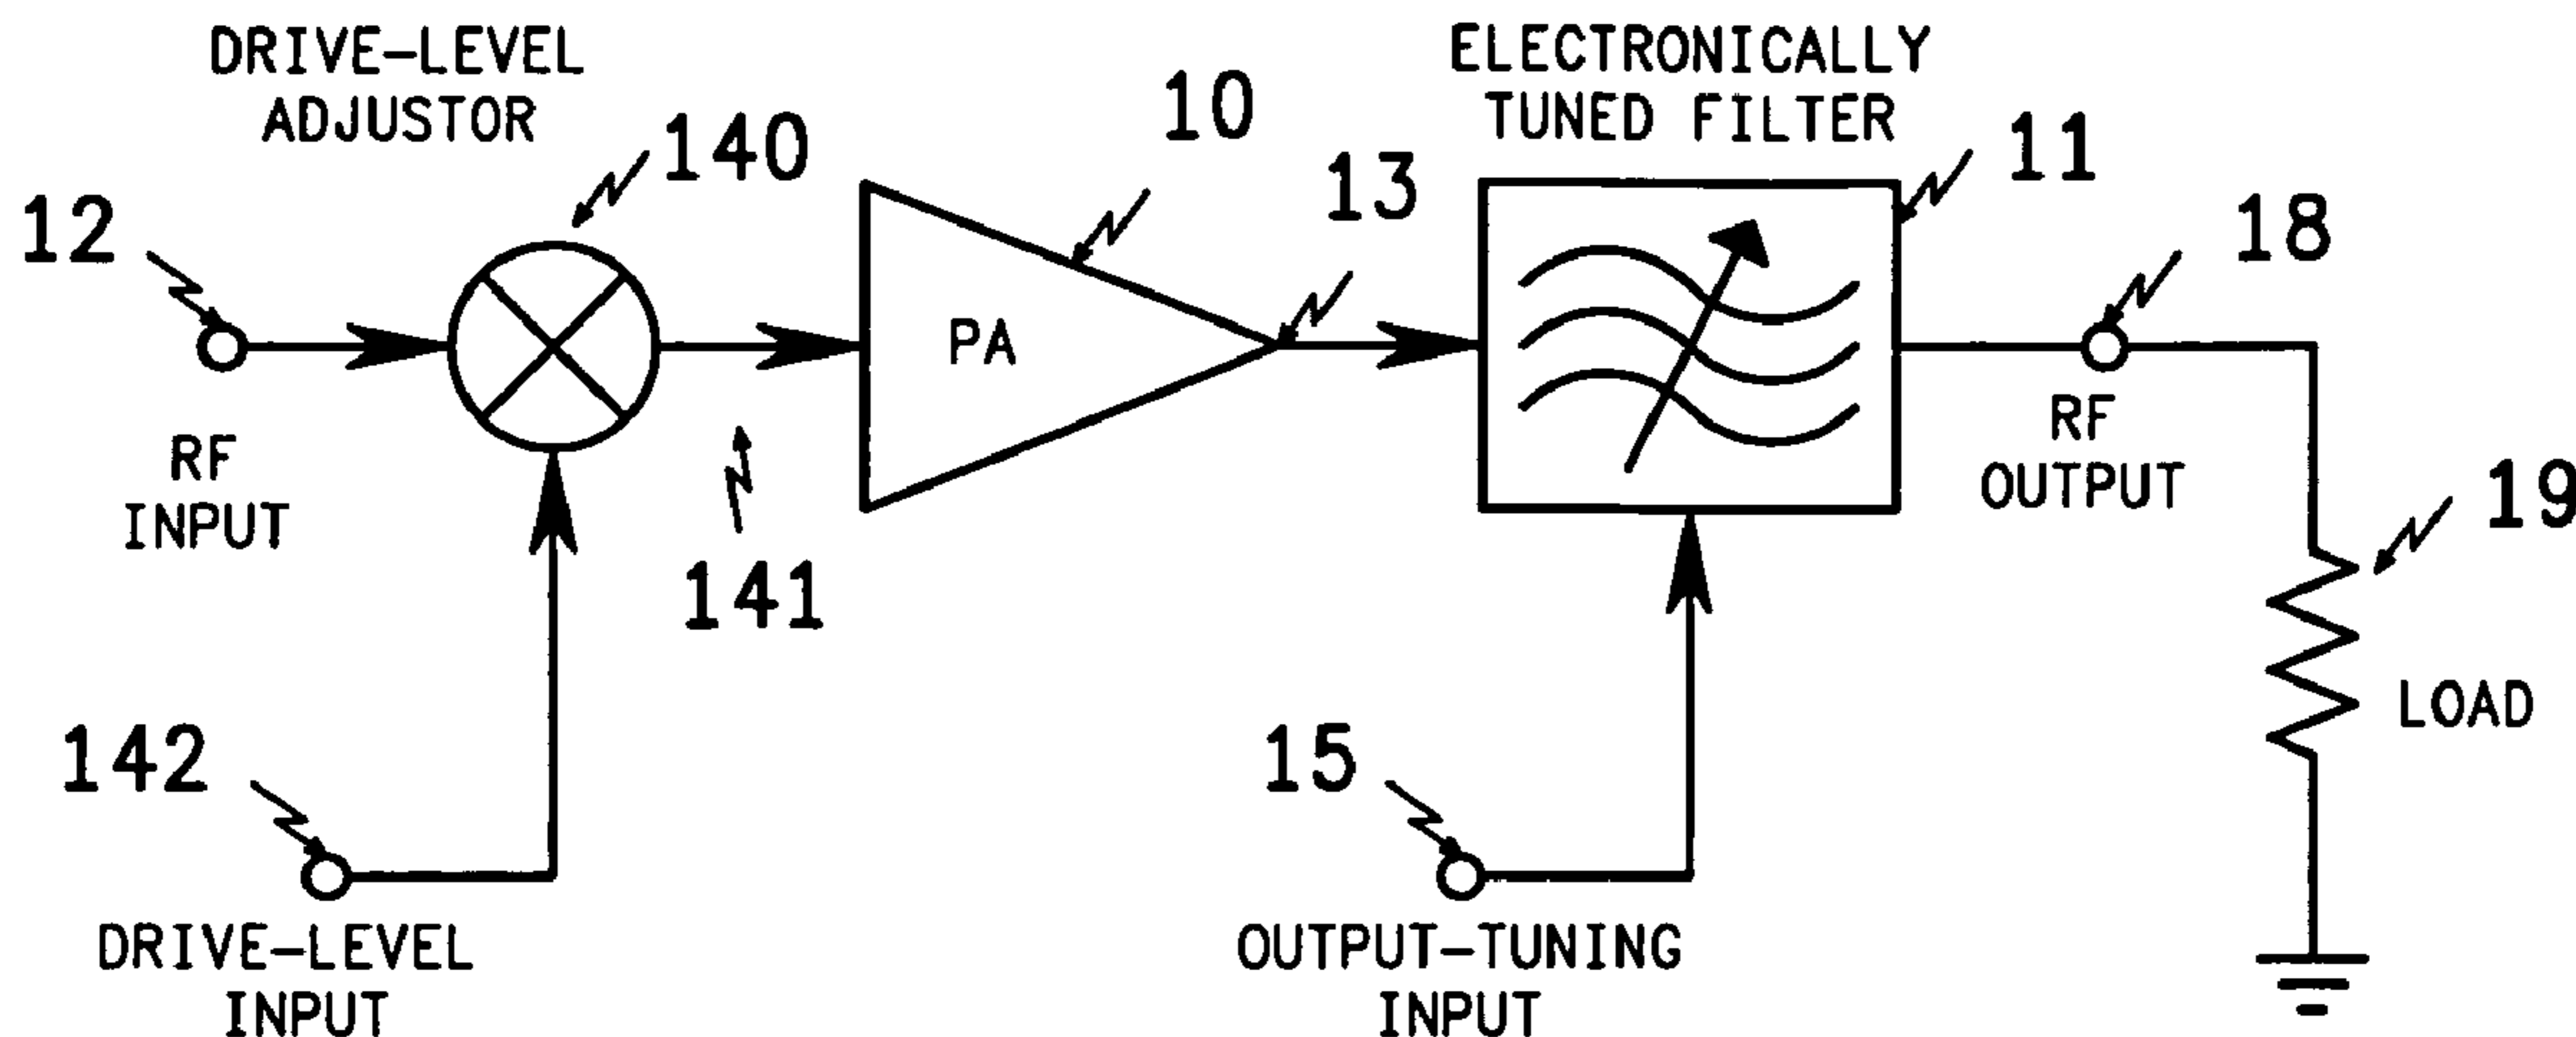 DRIVE-LEVEL
ADJUSTOR
140
12
RF
INPUT
141
142
DRIVE-LEVEL
INPUT
10
PA
13
ELECTRONICALLY
TUNED FILTER
11
15
OUTPUT-TUNING
INPUT
18
RF
OUTPUT
19
LOAD